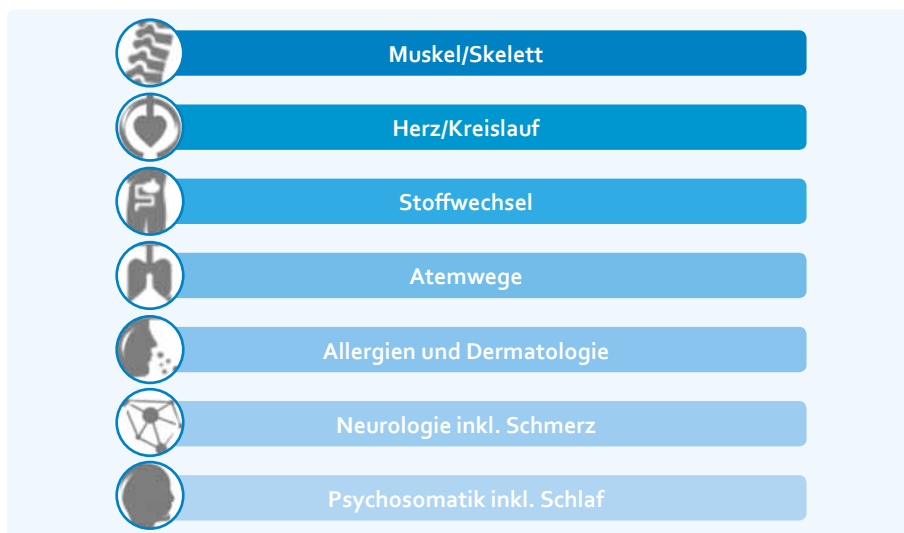 Muskel/Skelett
Herz/Kreislauf
Stoffwechsel
Atemwege
Allergien und Dermatologie
Neurologie inkl. Schmerz
Psychosomatik inkl. Schlaf